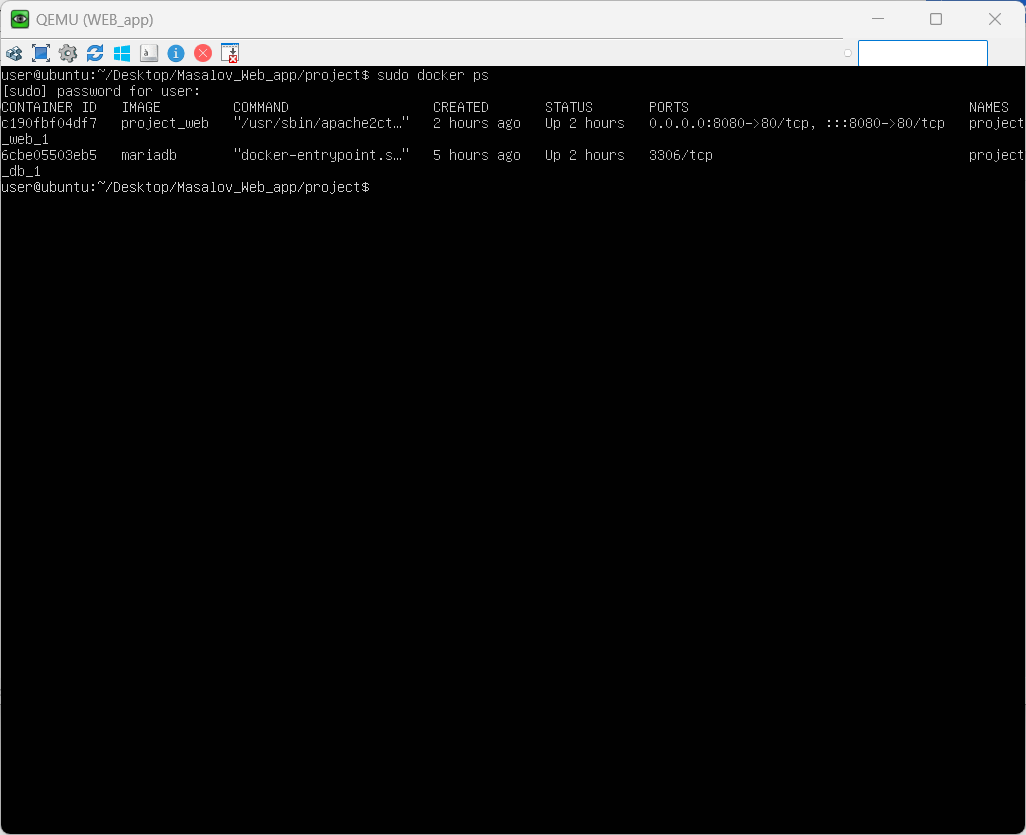 QEMU (WEB_app)
user@ubuntu:~/Desktop/Masalov_Web_app/project$ sudo docker ps
[sudo] password for user:
CONTAINER ID   IMAGE         COMMAND                  CREATED       STATUS       PORTS                                   NAMES
c190fbf04df7   project_web   "/usr/sbin/apache2ct…"   2 hours ago   Up 2 hours   0.0.0.0:8080->80/tcp, :::8080->80/tcp   project
_web_1
6cbe05503eb5   mariadb       "docker-entrypoint.s…"   5 hours ago   Up 2 hours   3306/tcp                                project
_db_1
user@ubuntu:~/Desktop/Masalov_Web_app/project$